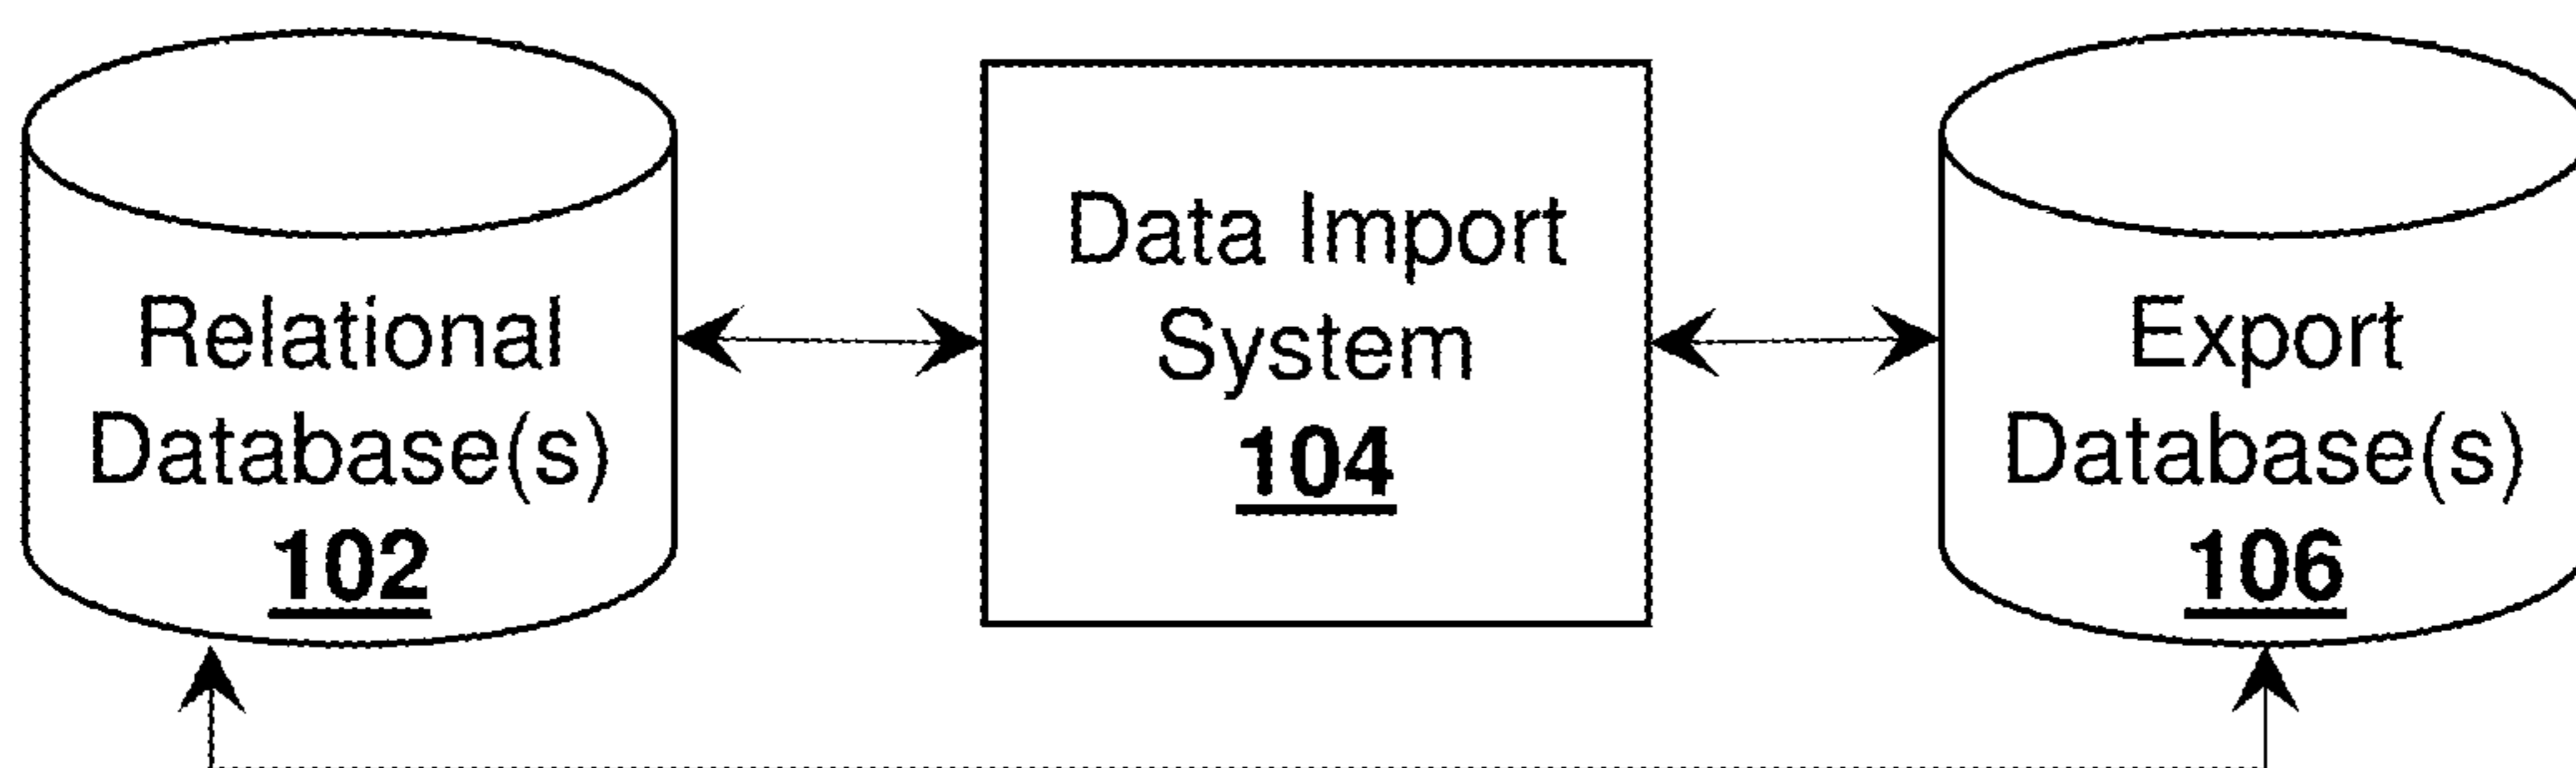 Relational
Database(s)
102
Data Import
System
104
Export
Database(s)
106